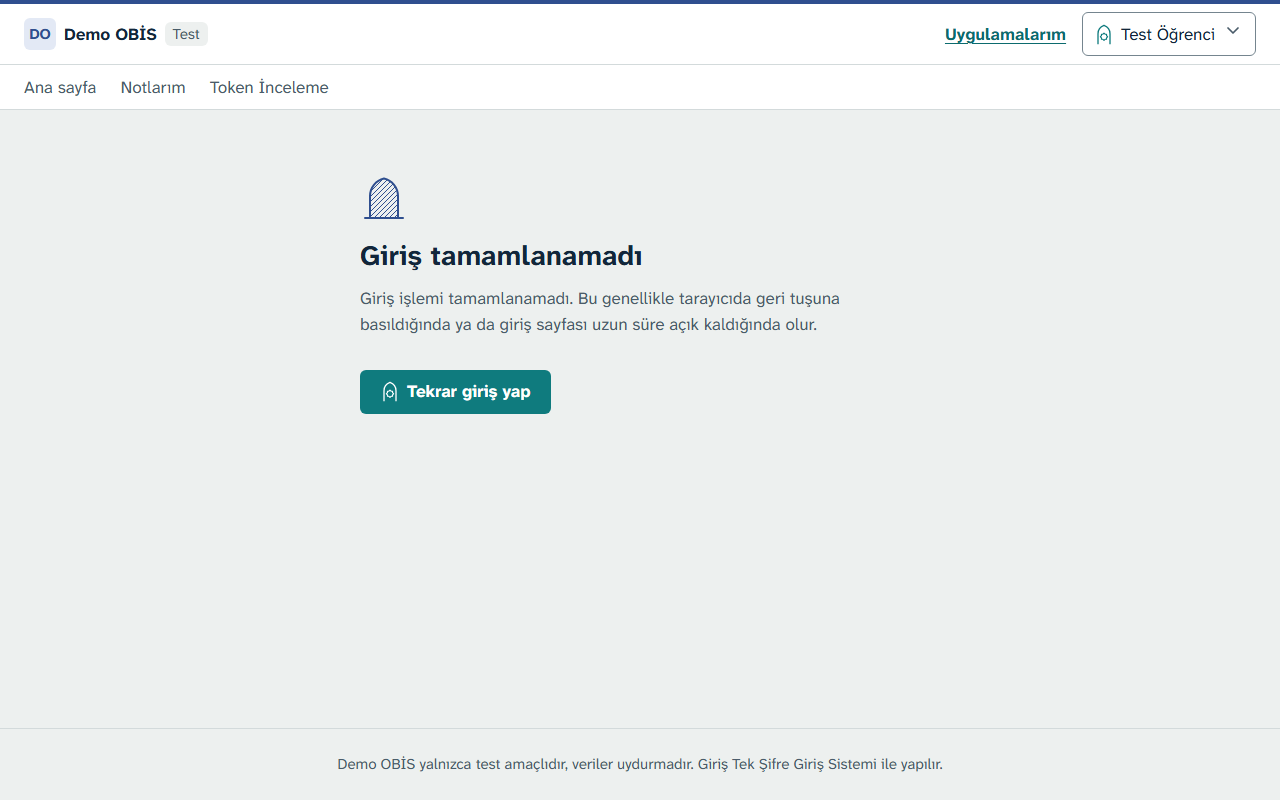 DO Demo OBİS Test
Uygulamalarım Test Öğrenci
Ana sayfa Notlarım Token İnceleme
Giriş tamamlanamadı
Giriş işlemi tamamlanamadı. Bu genellikle tarayıcıda geri tuşuna
basıldığında ya da giriş sayfası uzun süre açık kaldığında olur.
Tekrar giriş yap
Demo OBİS yalnızca test amaçlıdır, veriler uydurmadır. Giriş Tek Şifre Giriş Sistemi ile yapılır.